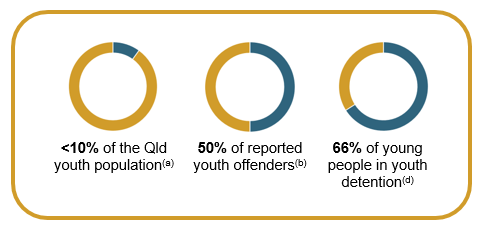 <10% of the Qld
youth population(a)
50% of reported
youth offenders(b)
66% of young
people in youth
detention(d)